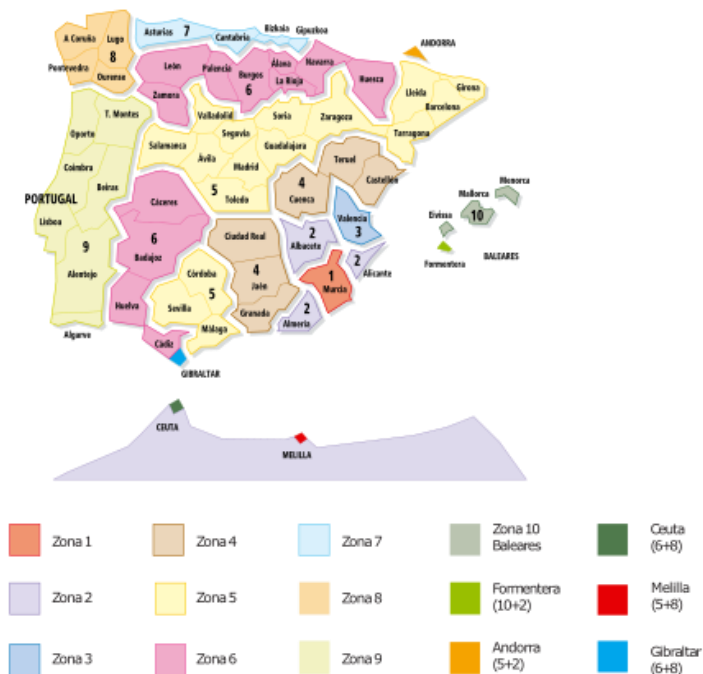 Asturias 7 Cantabria Bizkaia Gipuzkoa
A Coruña Lugo
8
Pontevedra Ourense
ANDORRA
León Palencia Burgos Álava Navarra
La Rioja Huesca
Zamora 6
Lleida Girona
Barcelona
Tarragona
Valladolid Soria Zaragoza
Segovia
Salamanca Guadalajara
Ávila Madrid
5 Toledo
T. Montes
Oporto
Coimbra
Beiras
PORTUGAL
Lisboa
9
Alentejo
Algarve
Teruel
4 Castellón
Cuenca
Menorca
Mallorca
Eivissa 10
Formentera BALEARES
Cáceres
6
Badajoz
Huelva
Cádiz
GIBRALTAR
Valencia
3
2
Albacete
2
Alicante
Ciudad Real
4
Jaén
Granada
Córdoba
5
Sevilla
Málaga
1
Murcia
2
Almería
CEUTA
MELILLA
Zona 1
Zona 4
Zona 7
Zona 10
Baleares
Ceuta
(6+8)
Zona 2
Zona 5
Zona 8
Formentera
(10+2)
Melilla
(5+8)
Zona 3
Zona 6
Zona 9
Andorra
(5+2)
Gibraltar
(6+8)